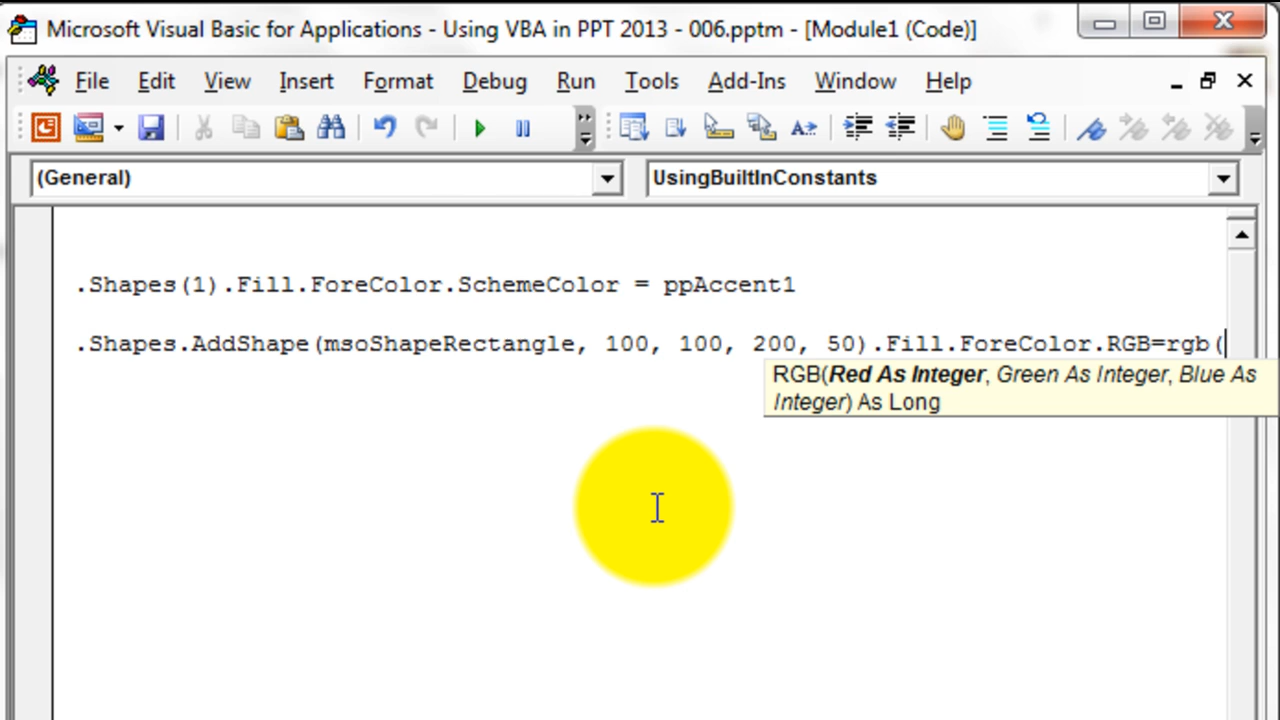 Microsoft Visual Basic for Applications - Using VBA in PPT 2013 - 006.pptm - [Module1 (Code)]
File Edit View Insert Format Debug Run Tools Add-Ins Window Help
(General) UsingBuiltInConstants
.Shapes(1).Fill.ForeColor.SchemeColor = ppAccent1
.Shapes.AddShape(msoShapeRectangle, 100, 100, 200, 50).Fill.ForeColor.RGB=rgb(
RGB(Red As Integer, Green As Integer, Blue As
Integer) As Long